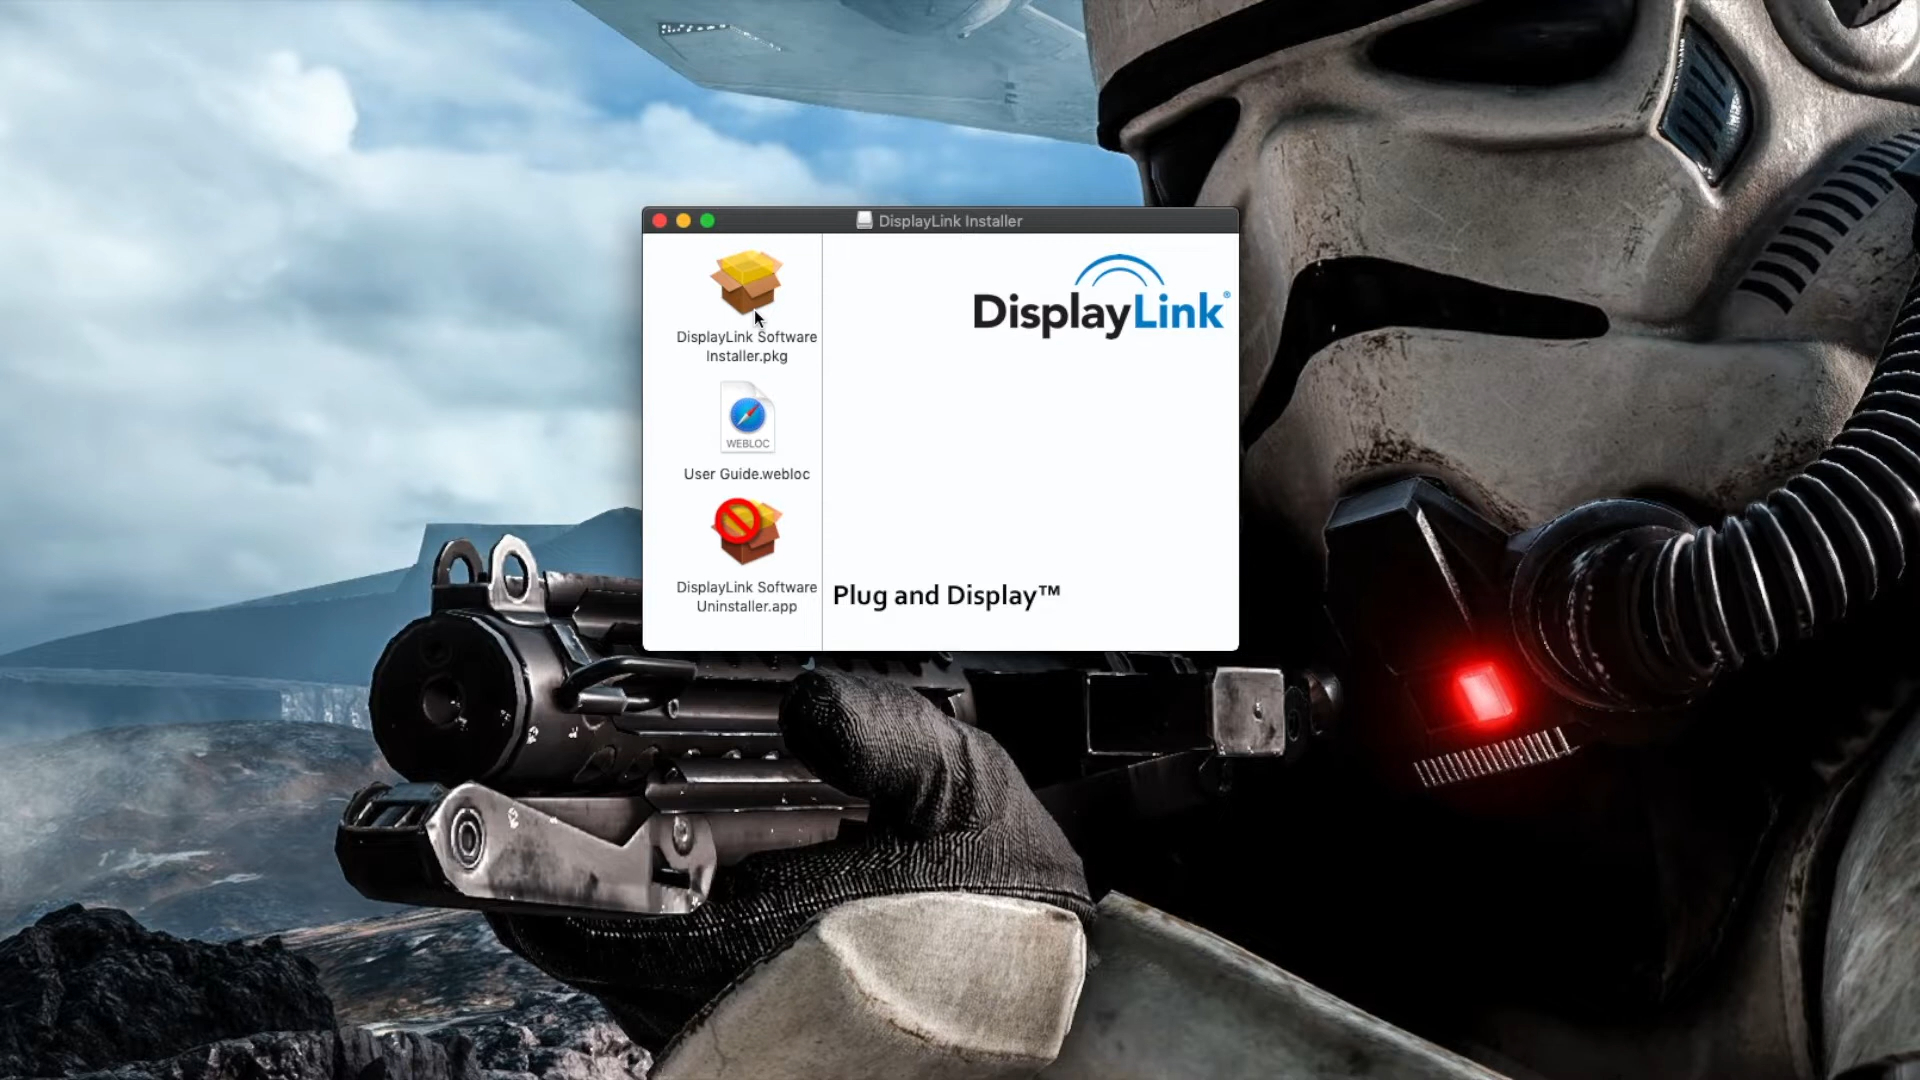 DisplayLink Installer
DisplayLink®
DisplayLink Software
Installer.pkg
WEBLOC
User Guide.webloc
DisplayLink Software
Uninstaller.app
Plug and Display™